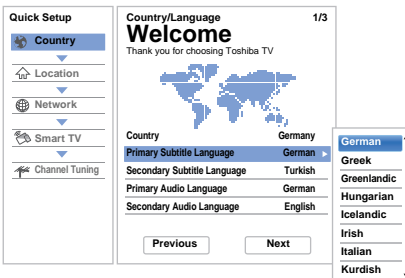 Quick Setup
Country
Location
Network
Smart TV
Channel Tuning
Country/Language 1/3
Welcome
Thank you for choosing Toshiba TV
Country Germany
Primary Subtitle Language German
Secondary Subtitle Language Turkish
Primary Audio Language German
Secondary Audio Language English
Previous Next
German
Greek
Greenlandic
Hungarian
Icelandic
Irish
Italian
Kurdish